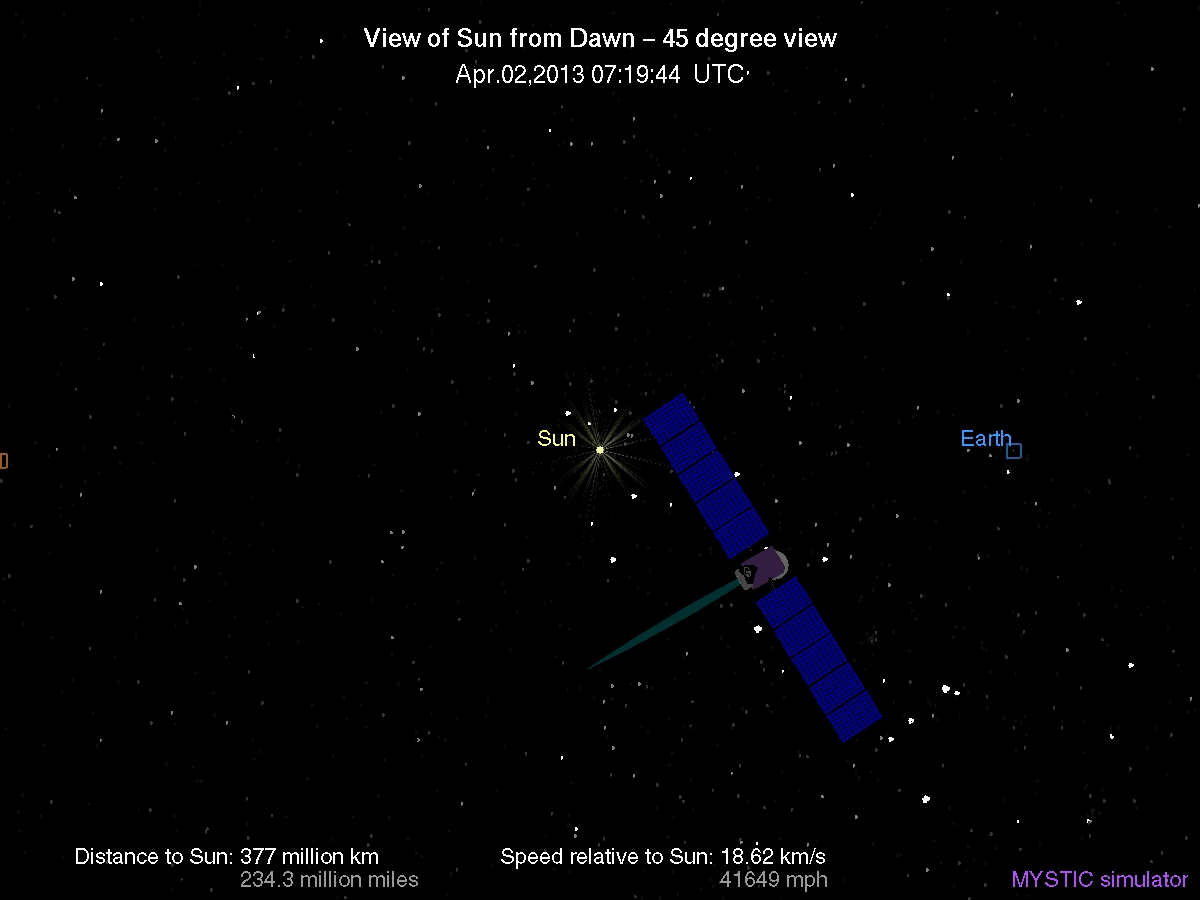 View of Sun from Dawn – 45 degree view
Apr.02,2013 07:19:44 UTC
Sun
Earth
Distance to Sun: 377 million km
234.3 million miles
Speed relative to Sun: 18.62 km/s
41649 mph
MYSTIC simulator